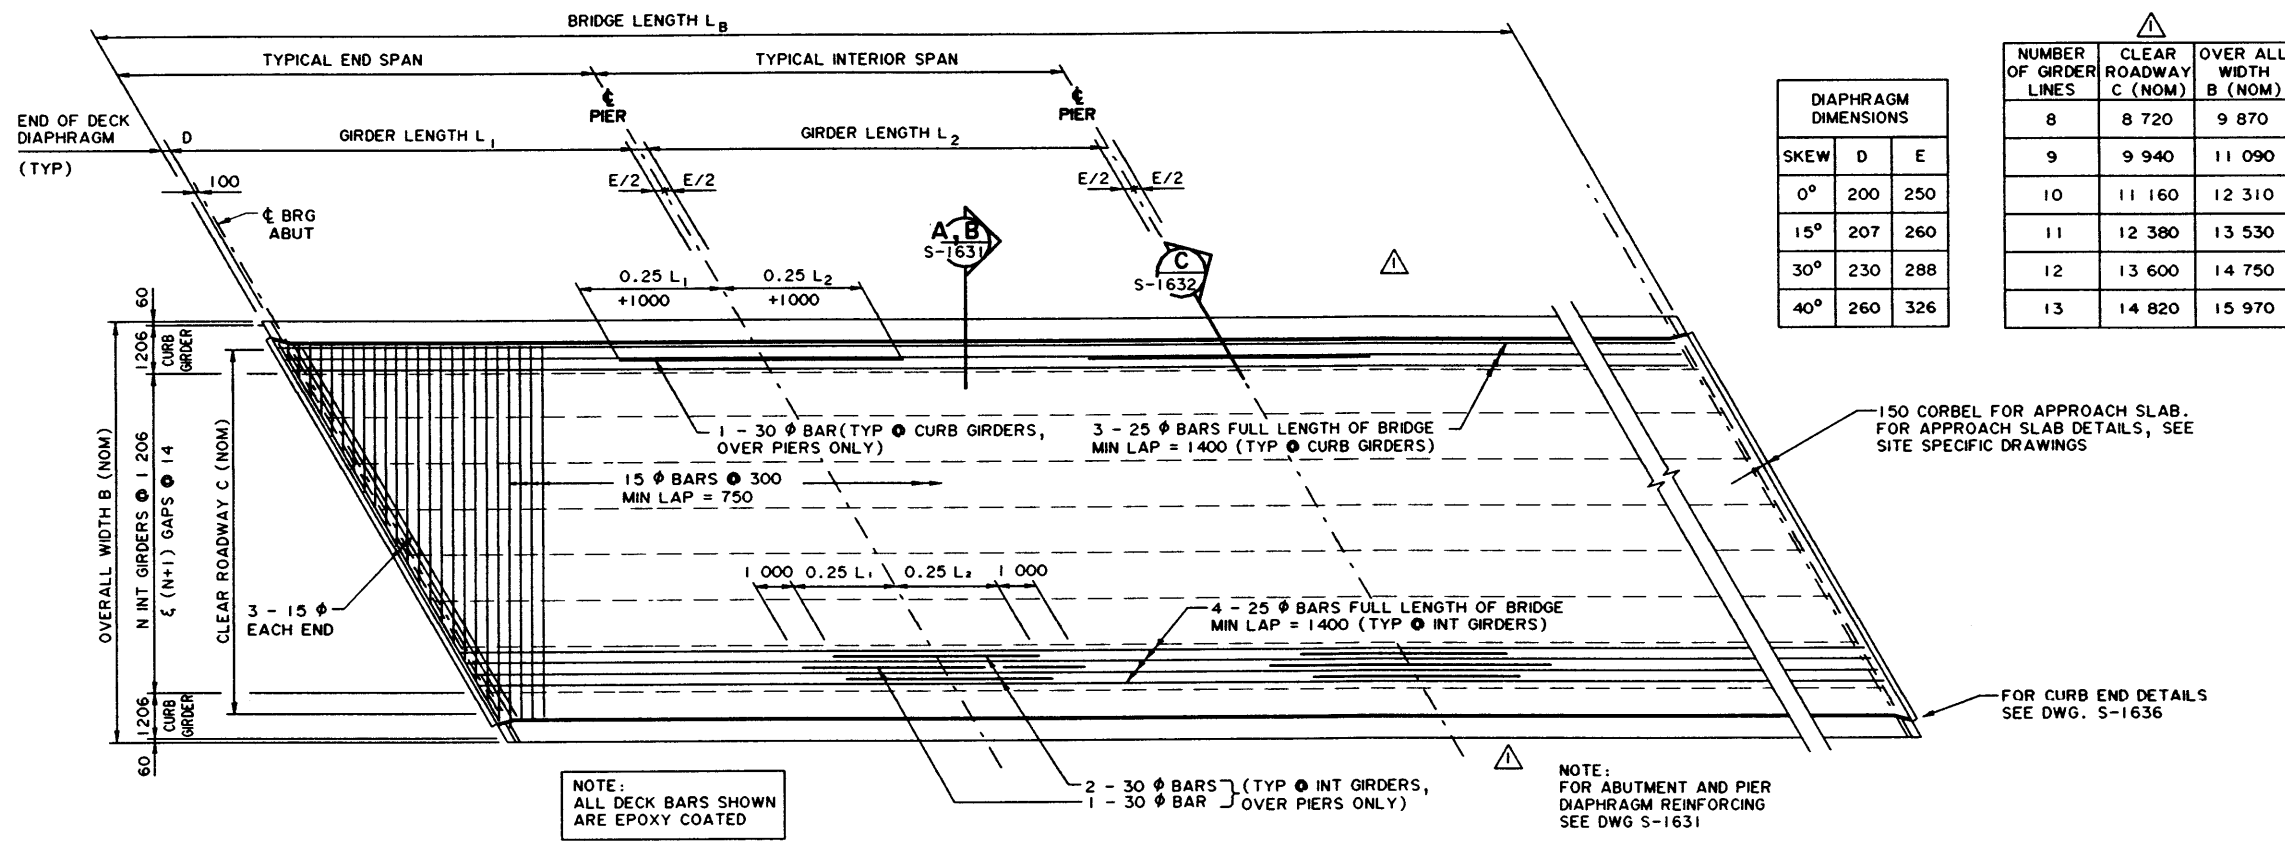 BRIDGE LENGTH L_B
TYPICAL END SPAN
TYPICAL INTERIOR SPAN
℄
PIER
℄
PIER
END OF DECK
DIAPHRAGM
(TYP)
D
GIRDER LENGTH L₁
GIRDER LENGTH L₂
100
E/2
E/2
E/2
E/2
℄ BRG
ABUT
A, B
S-1631
C
S-1632
1
0.25 L₁
+1000
0.25 L₂
+1000
DIAPHRAGM
DIMENSIONS
SKEW D E
0° 200 250
15° 207 260
30° 230 288
40° 260 326
1
NUMBER OF GIRDER LINES CLEAR ROADWAY C (NOM) OVER ALL WIDTH B (NOM)
8 8 720 9 870
9 9 940 11 090
10 11 160 12 310
11 12 380 13 530
12 13 600 14 750
13 14 820 15 970
60
1206
CURB
GIRDER
OVERALL WIDTH B (NOM)
N INT GIRDERS @ 1 206
ξ (N+1) GAPS @ 14
CLEAR ROADWAY C (NOM)
1206
CURB
GIRDER
60
1 - 30 ϕ BAR(TYP @ CURB GIRDERS,
OVER PIERS ONLY)
3 - 25 ϕ BARS FULL LENGTH OF BRIDGE
MIN LAP = 1400 (TYP @ CURB GIRDERS)
150 CORBEL FOR APPROACH SLAB.
FOR APPROACH SLAB DETAILS, SEE
SITE SPECIFIC DRAWINGS
15 ϕ BARS @ 300
MIN LAP = 750
1 000 0.25 L₁ 0.25 L₂ 1 000
3 - 15 ϕ
EACH END
4 - 25 ϕ BARS FULL LENGTH OF BRIDGE
MIN LAP = 1400 (TYP @ INT GIRDERS)
FOR CURB END DETAILS
SEE DWG. S-1636
NOTE:
ALL DECK BARS SHOWN
ARE EPOXY COATED
2 - 30 ϕ BARS
1 - 30 ϕ BAR
(TYP @ INT GIRDERS,
OVER PIERS ONLY)
1
NOTE:
FOR ABUTMENT AND PIER
DIAPHRAGM REINFORCING
SEE DWG S-1631